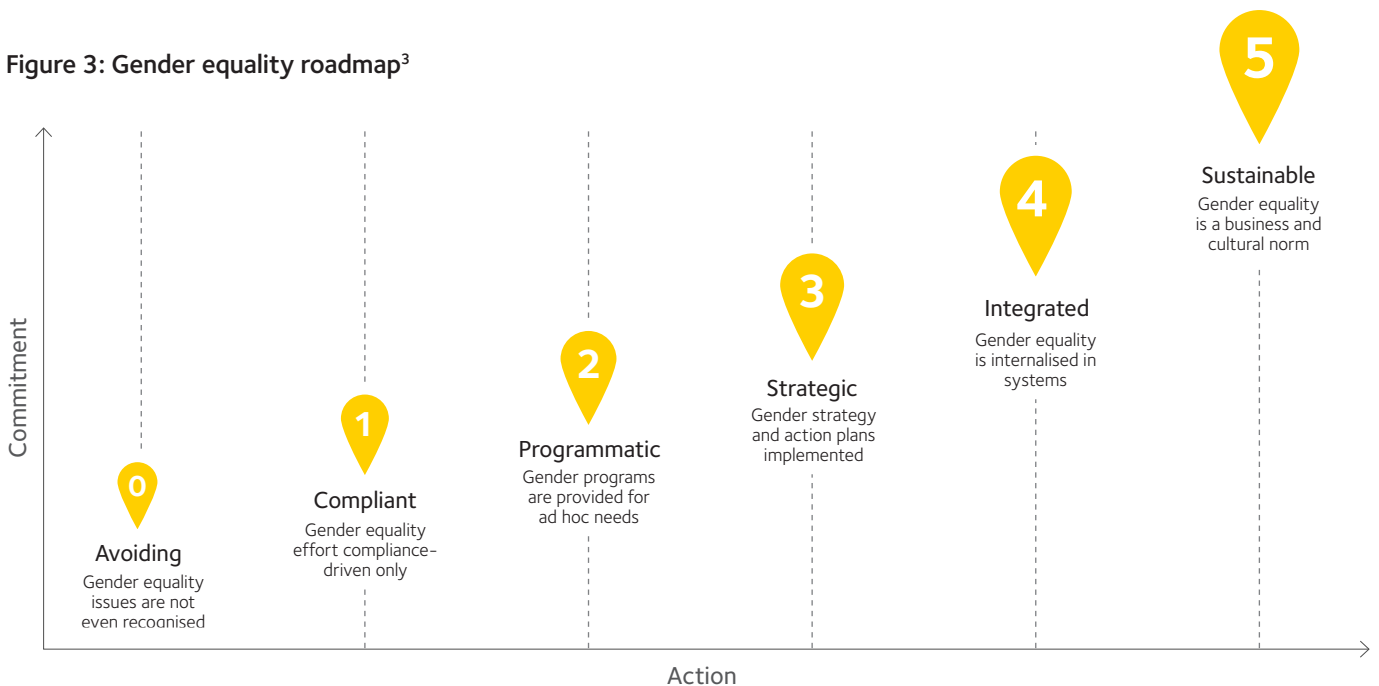 Figure 3: Gender equality roadmap³
Commitment
0
Avoiding
Gender equality
issues are not
even recognised
1
Compliant
Gender equality
effort compliance-
driven only
2
Programmatic
Gender programs
are provided for
ad hoc needs
3
Strategic
Gender strategy
and action plans
implemented
4
Integrated
Gender equality
is internalised in
systems
5
Sustainable
Gender equality
is a business and
cultural norm
Action